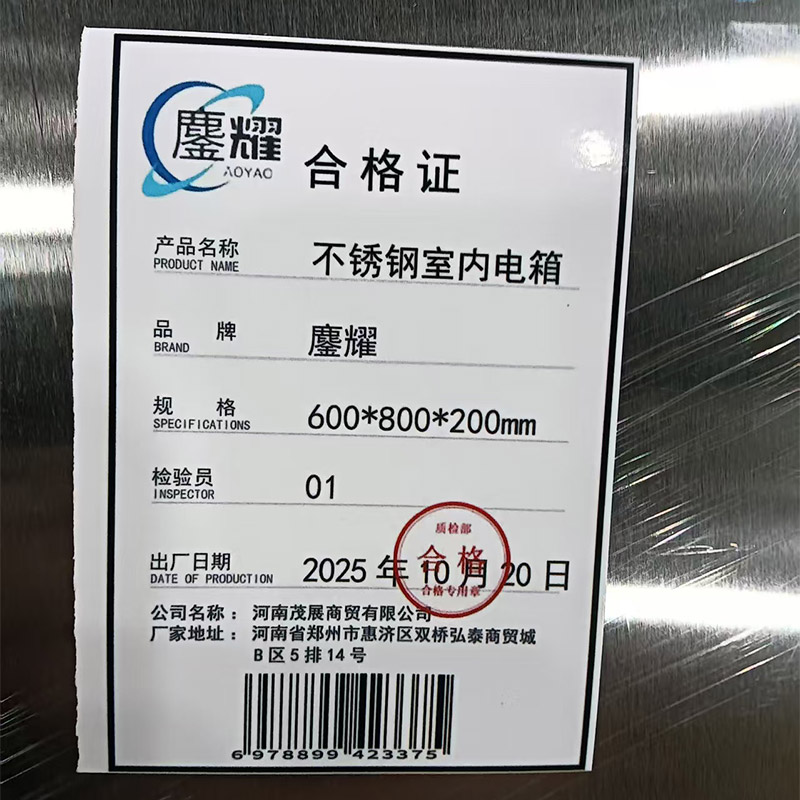 鏖耀
AOYAO
合格证
产品名称 不锈钢室内电箱
PRODUCT NAME
品 牌 鏖耀
BRAND
规 格 600*800*200mm
SPECIFICATIONS
检验员 01
INSPECTOR
质检部
合格
合格专用章
出厂日期 2025 年 10 月 20 日
DATE OF PRODUCTION
公司名称： 河南茂展商贸有限公司
厂家地址： 河南省郑州市惠济区双桥弘泰商贸城
B区5排14号
6 978899 423375